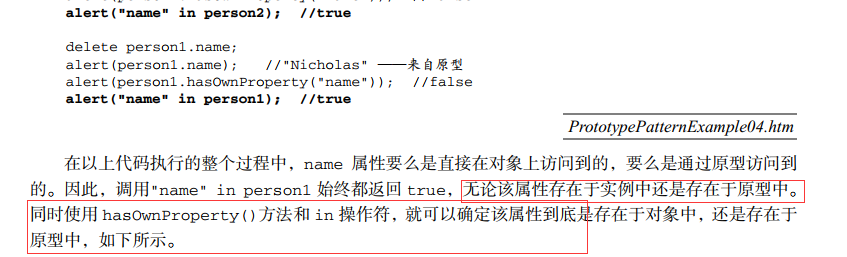 alert("name" in person2);  //true
delete person1.name;
alert(person1.name);   //"Nicholas" ——来自原型
alert(person1.hasOwnProperty("name"));  //false
alert("name" in person1);  //true
PrototypePatternExample04.htm
在以上代码执行的整个过程中，name 属性要么是直接在对象上访问到的，要么是通过原型访问到
的。因此，调用"name" in person1 始终都返回 true，无论该属性存在于实例中还是存在于原型中。
同时使用 hasOwnProperty()方法和 in 操作符，就可以确定该属性到底是存在于对象中，还是存在于
原型中，如下所示。